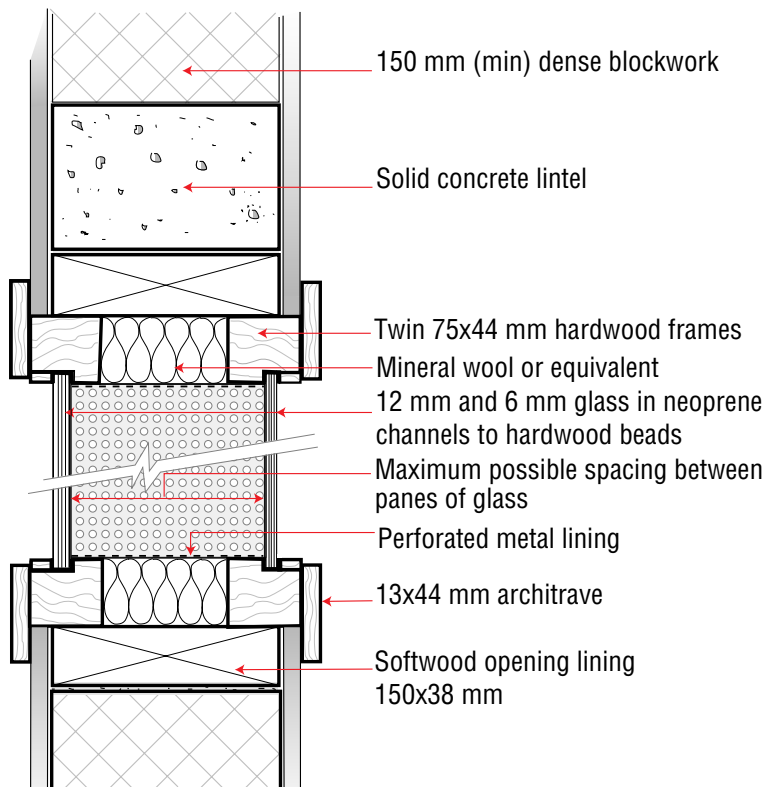 150 mm (min) dense blockwork
Solid concrete lintel
Twin 75x44 mm hardwood frames
Mineral wool or equivalent
12 mm and 6 mm glass in neoprene
channels to hardwood beads
Maximum possible spacing between
panes of glass
Perforated metal lining
13x44 mm architrave
Softwood opening lining
150x38 mm